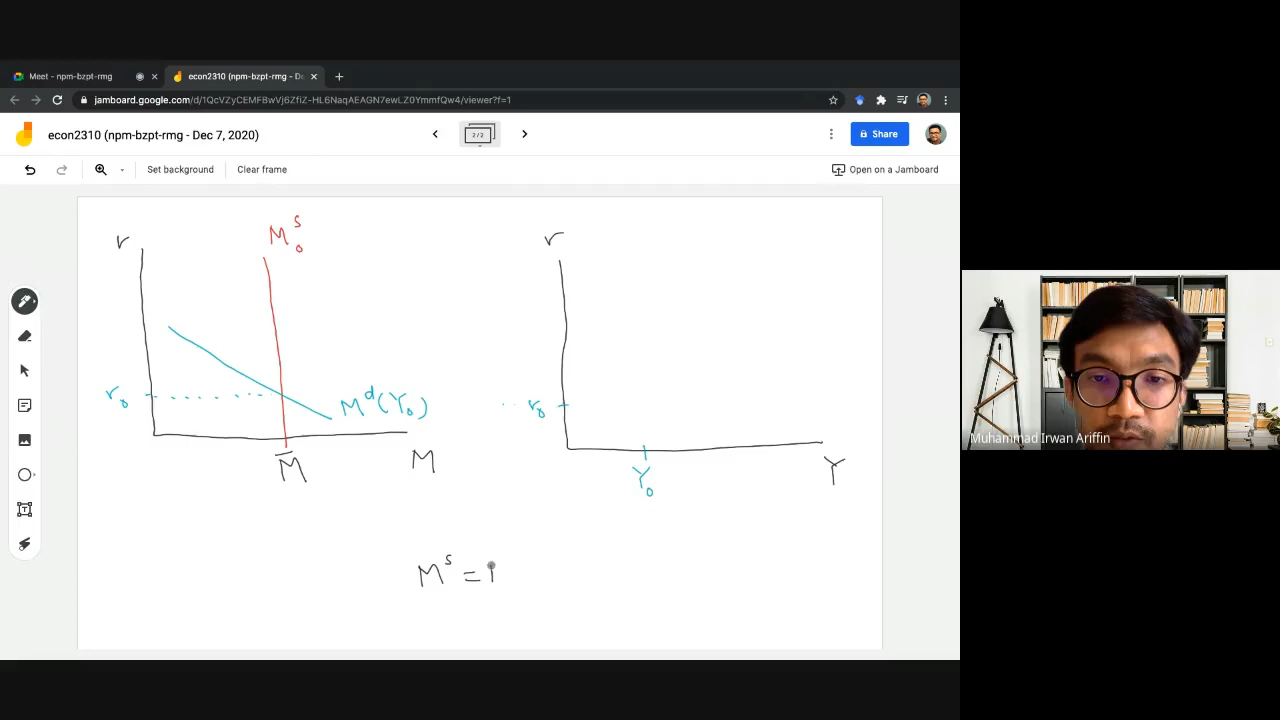 Meet - npm-bzpt-rmg
econ2310 (npm-bzpt-rmg - De
jamboard.google.com/d/1QcVZyCEMFBwVj6ZfiZ-HL6NaqAEAGN7ewLZ0YmmfQw4/viewer?f=1
econ2310 (npm-bzpt-rmg - Dec 7, 2020)
2/2
Share
Set background
Clear frame
Open on a Jamboard
M₀ˢ
r
r
r₀
Mᵈ(Y₀)
r₀
M̅
M
Y₀
Y
Mˢ =
Muhammad Irwan Ariffin